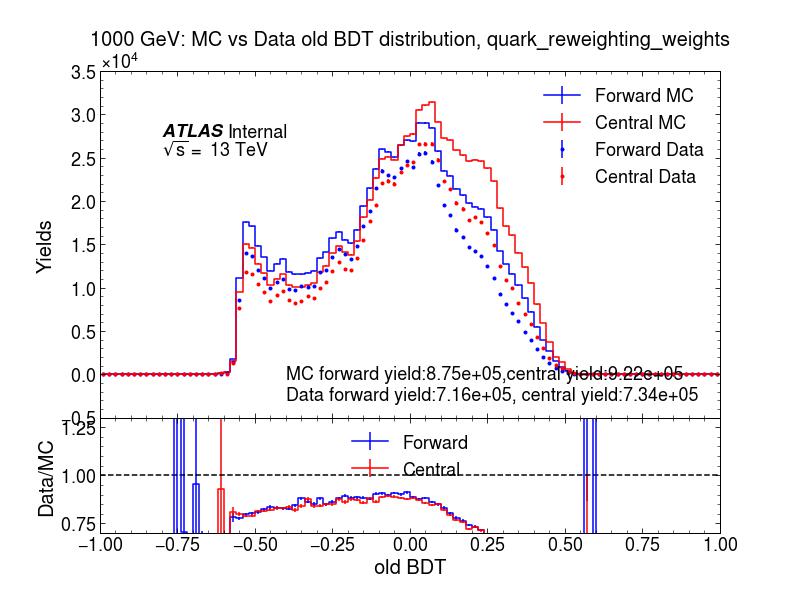 1000 GeV: MC vs Data old BDT distribution, quark_reweighting_weights
×10⁴
3.5
3.0
2.5
2.0
1.5
1.0
0.5
0.0
−0.5
Yields
ATLAS Internal
√s = 13 TeV
Forward MC
Central MC
Forward Data
Central Data
MC forward yield:8.75e+05,central yield:9.22e+05
Data forward yield:7.16e+05, central yield:7.34e+05
1.25
1.00
0.75
Data/MC
Forward
Central
−1.00 −0.75 −0.50 −0.25 0.00 0.25 0.50 0.75 1.00
old BDT